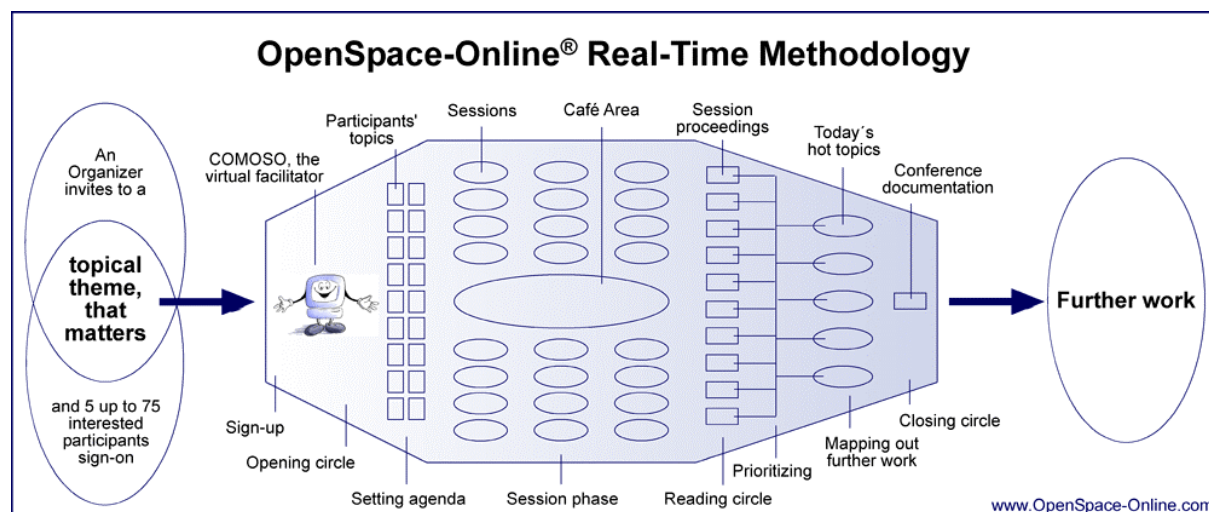 OpenSpace-Online® Real-Time Methodology
An
Organizer
invites to a
topical
theme,
that
matters
and 5 up to 75
interested
participants
sign-on
COMOSO, the
virtual facilitator
Participants'
topics
Sessions
Café Area
Session
proceedings
Today´s
hot topics
Conference
documentation
Sign-up
Opening circle
Setting agenda
Session phase
Reading circle
Prioritizing
Mapping out
further work
Closing circle
Further work
www.OpenSpace-Online.com